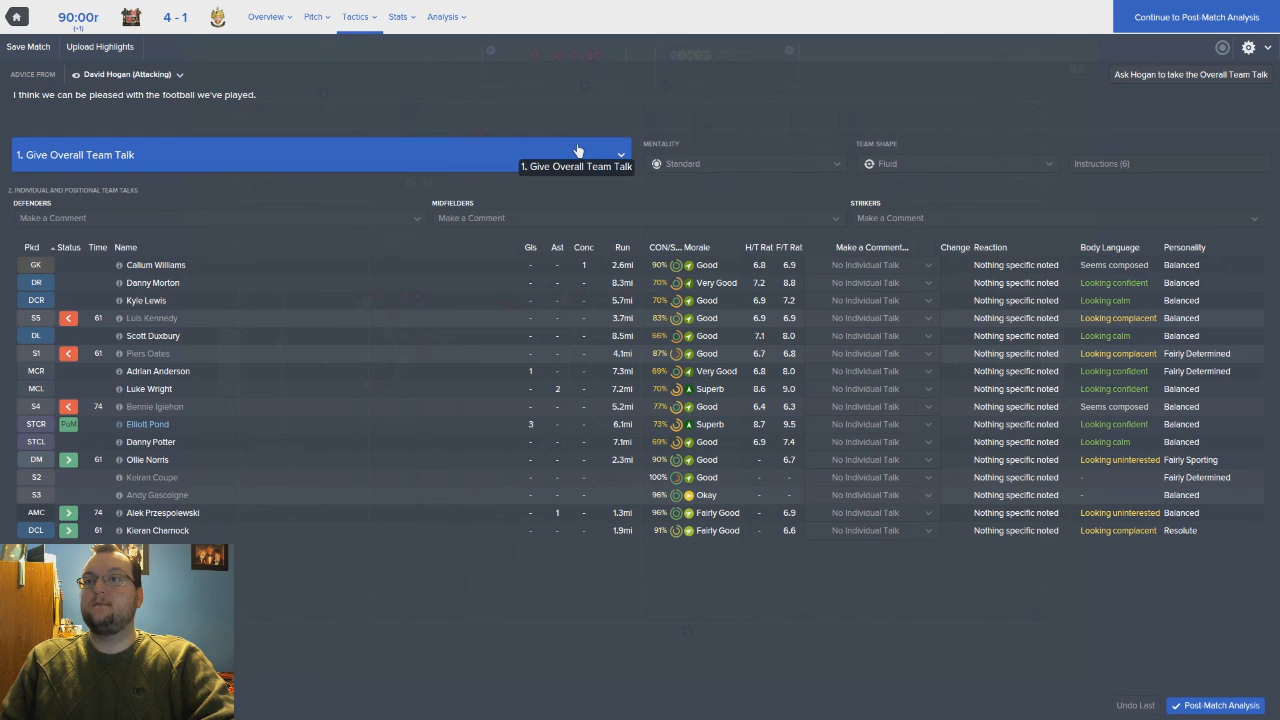 90:00r
(+1)
4 - 1
Overview
Pitch
Tactics
Stats
Analysis
Continue to Post-Match Analysis
Save Match
Upload Highlights
ADVICE FROM
David Hogan (Attacking)
Ask Hogan to take the Overall Team Talk
I think we can be pleased with the football we've played.
1. Give Overall Team Talk
1. Give Overall Team Talk
MENTALITY
Standard
TEAM SHAPE
Fluid
Instructions (6)
2. INDIVIDUAL AND POSITIONAL TEAM TALKS
DEFENDERS
Make a Comment
MIDFIELDERS
Make a Comment
STRIKERS
Make a Comment
Pkd Status Time Name Gls Ast Conc Run CON/S... Morale H/T Rat F/T Rat Make a Comment... Change Reaction Body Language Personality
GK Callum Williams - - 1 2.6mi 90% Good 6.8 6.9 No Individual Talk Nothing specific noted Seems composed Balanced
DR Danny Morton - - - 8.3mi 70% Very Good 7.2 8.8 No Individual Talk Nothing specific noted Looking confident Balanced
DCR Kyle Lewis - - - 5.7mi 70% Good 6.9 7.2 No Individual Talk Nothing specific noted Looking calm Balanced
S5 61 Luis Kennedy - - - 3.7mi 83% Good 6.9 6.9 No Individual Talk Nothing specific noted Looking complacent Balanced
DL Scott Duxbury - - - 8.5mi 66% Good 7.1 8.0 No Individual Talk Nothing specific noted Looking calm Balanced
S1 61 Piers Oates - - - 4.1mi 87% Good 6.7 6.8 No Individual Talk Nothing specific noted Looking complacent Fairly Determined
MCR Adrian Anderson 1 - - 7.3mi 69% Very Good 6.8 8.0 No Individual Talk Nothing specific noted Looking confident Fairly Determined
MCL Luke Wright - 2 - 7.2mi 70% Superb 8.6 9.0 No Individual Talk Nothing specific noted Looking confident Balanced
S4 74 Bennie Igiehon - - - 5.2mi 77% Good 6.4 6.3 No Individual Talk Nothing specific noted Seems composed Balanced
STCR PoM Elliott Pond 3 - - 6.1mi 73% Superb 8.7 9.5 No Individual Talk Nothing specific noted Looking confident Balanced
STCL Danny Potter - - - 7.1mi 69% Good 6.9 7.4 No Individual Talk Nothing specific noted Looking calm Balanced
DM 61 Ollie Norris - - - 2.3mi 90% Good - 6.7 No Individual Talk Nothing specific noted Looking uninterested Fairly Sporting
S2 Keiran Coupe - - - 100% Good - - No Individual Talk Nothing specific noted - Fairly Determined
S3 Andy Gascoigne - - - 96% Okay - - No Individual Talk Nothing specific noted - Balanced
AMC 74 Alek Przespolewski - 1 - 1.3mi 96% Fairly Good - 6.9 No Individual Talk Nothing specific noted Looking uninterested Balanced
DCL 61 Kieran Charnock - - - 1.9mi 91% Fairly Good - 6.6 No Individual Talk Nothing specific noted Looking complacent Resolute
Undo Last
Post-Match Analysis